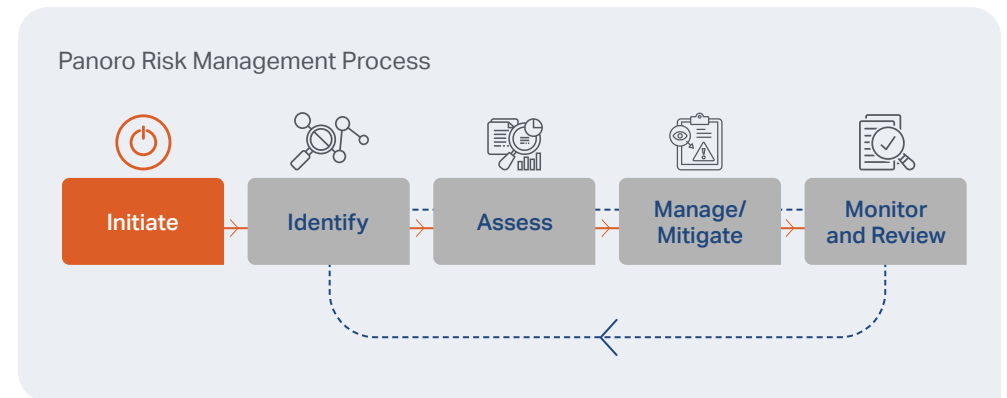 Panoro Risk Management Process
Initiate
Identify
Assess
Manage/
Mitigate
Monitor
and Review